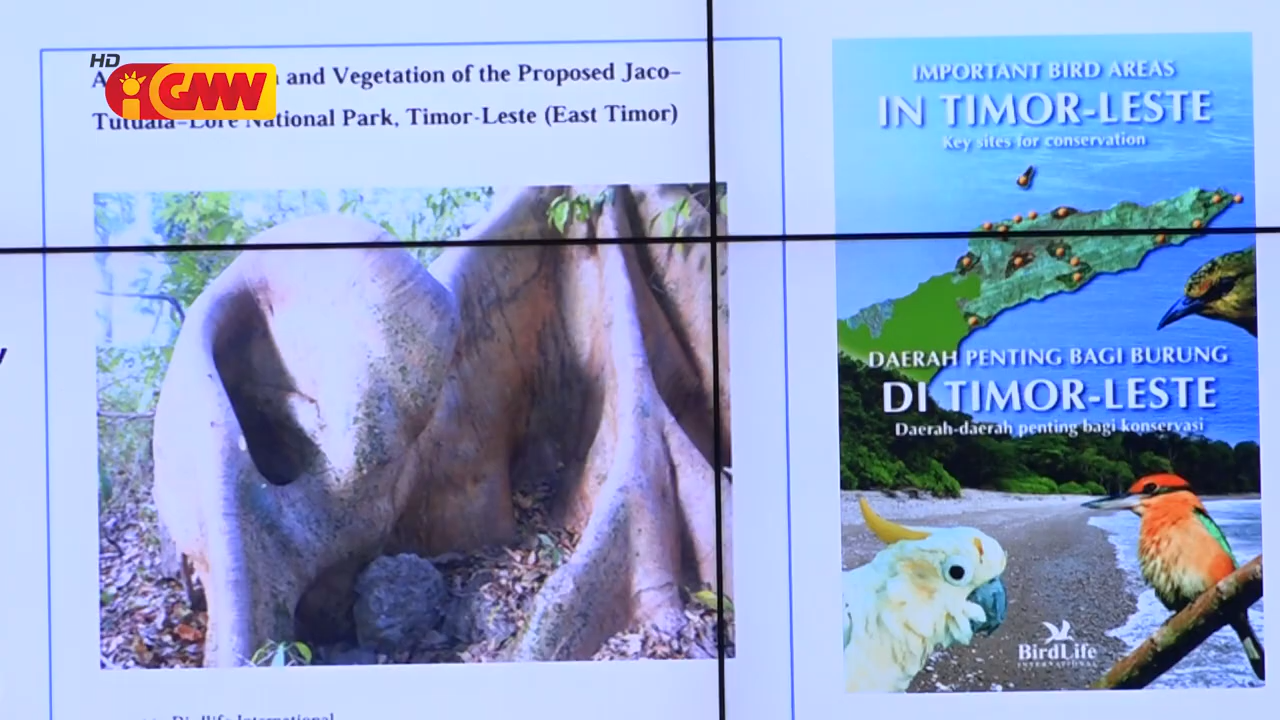 HD
iGMW
and Vegetation of the Proposed Jaco–
Tutuala–Lore National Park, Timor-Leste (East Timor)
IMPORTANT BIRD AREAS
IN TIMOR-LESTE
Key sites for conservation
DAERAH PENTING BAGI BURUNG
DI TIMOR-LESTE
Daerah-daerah penting bagi konservasi
BirdLife
INTERNATIONAL